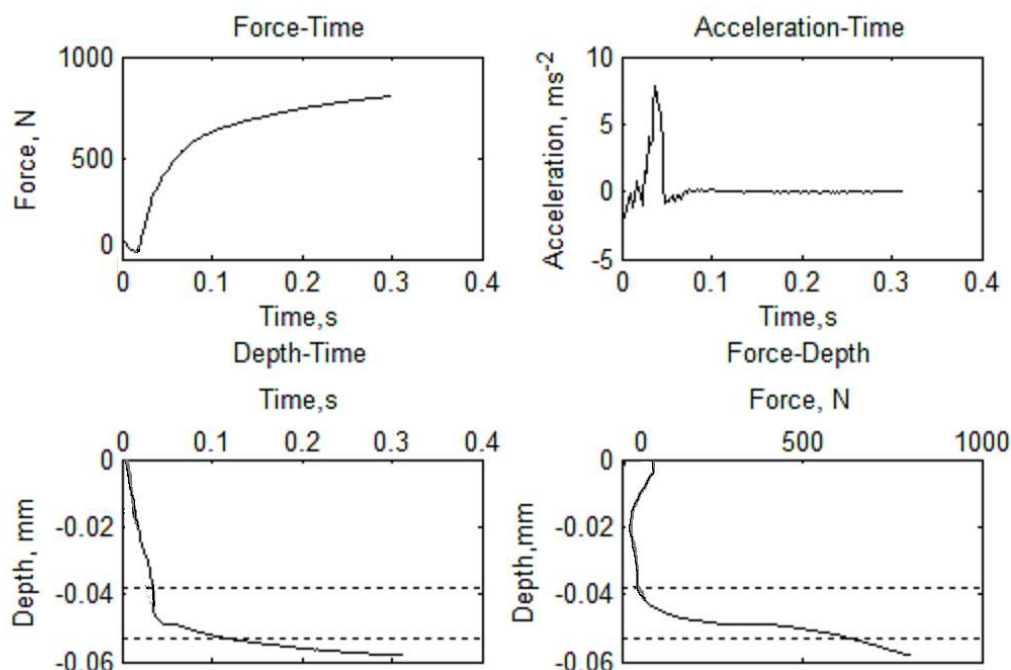 Force-Time
1000
500
0
Force, N
0 0.1 0.2 0.3 0.4
Time,s
Acceleration-Time
10
5
0
-5
Acceleration, ms-2
0 0.1 0.2 0.3 0.4
Time,s
Depth-Time
Time,s
0 0.1 0.2 0.3 0.4
0
-0.02
-0.04
-0.06
Depth, mm
Force-Depth
Force, N
0 500 1000
0
-0.02
-0.04
-0.06
Depth,mm